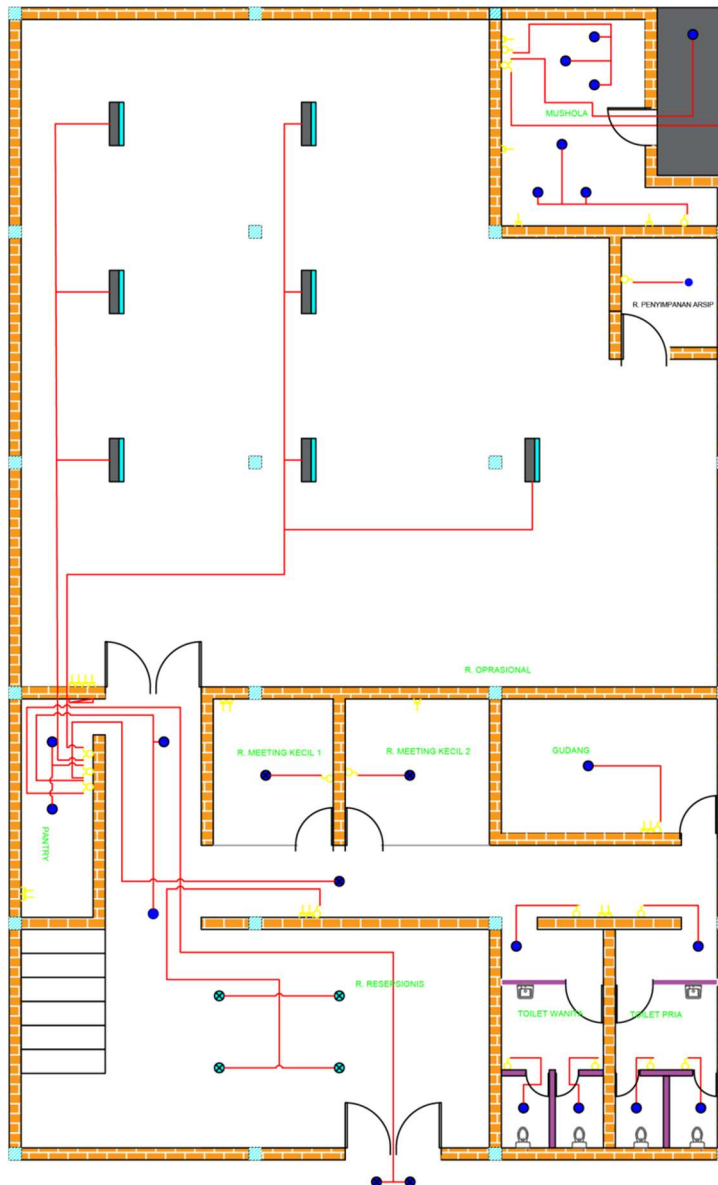 MUSHOLA
R. PENYIMPANAN ARSIP
R. OPRASIONAL
R. MEETING KECIL 1
R. MEETING KECIL 2
GUDANG
PANTRY
R. RESEPSIONIS
TOILET WANITA
TOILET PRIA